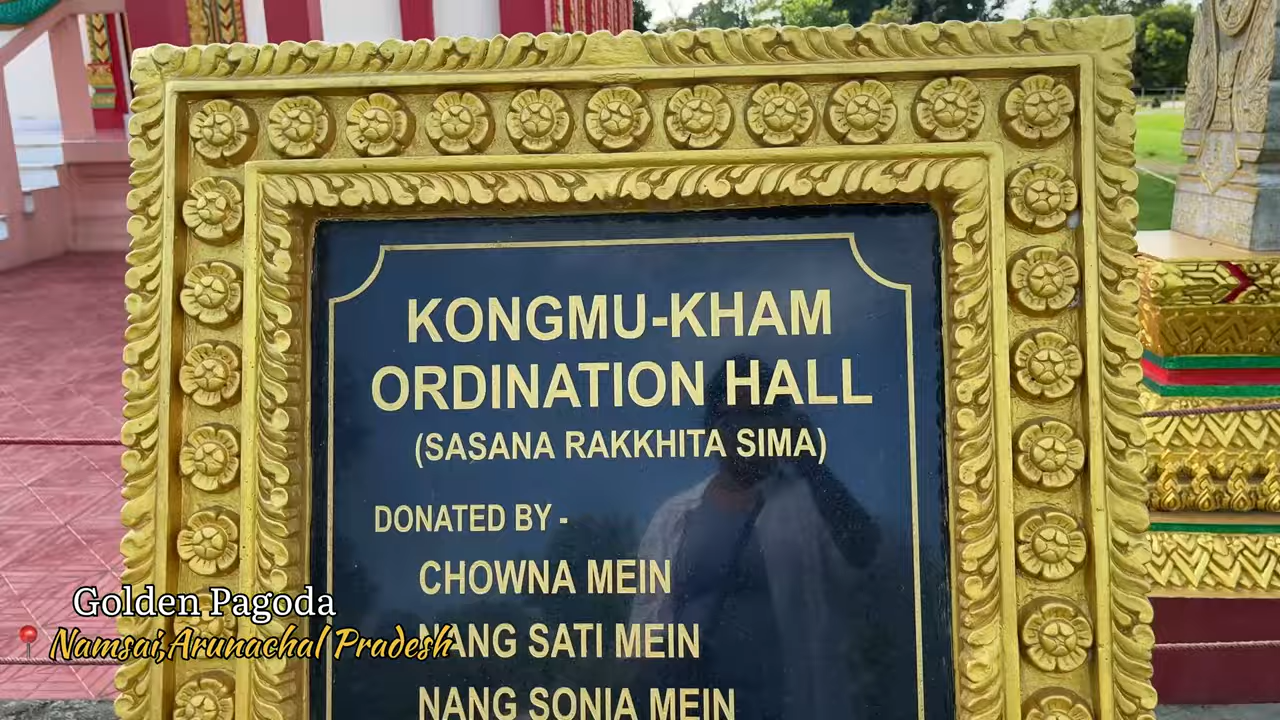 KONGMU-KHAM
ORDINATION HALL
(SASANA RAKKHITA SIMA)
DONATED BY -
CHOWNA MEIN
NANG SATI MEIN
NANG SONIA MEIN
Golden Pagoda
Namsai,Arunachal Pradesh